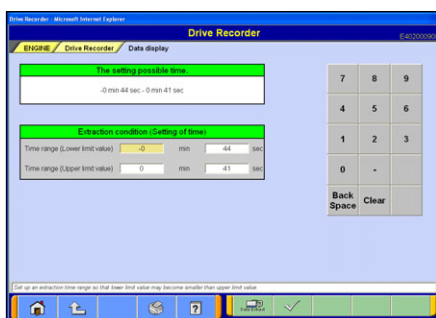 Drive Recorder - Microsoft Internet Explorer
Drive Recorder
E40200090
ENGINE Drive Recorder Data display
The setting possible time.
-0 min 44 sec - 0 min 41 sec
7 8 9
4 5 6
Extraction condition (Setting of time)
Time range (Lower limit value) -0 min 44 sec
1 2 3
Time range (Upper limit value) 0 min 41 sec
0 -
Back Space Clear
Set up an extraction time range so that lower limit value may become smaller than upper limit value.
?